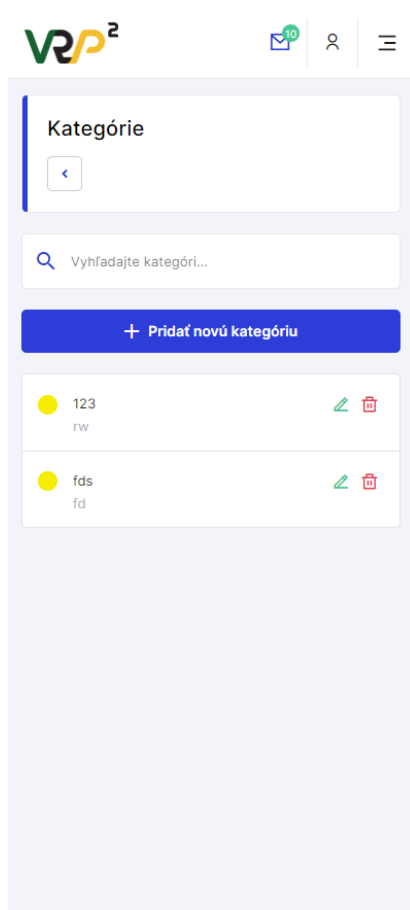 VRP²
10
Kategórie
Vyhľadajte kategóri...
Pridať novú kategóriu
123
rw
fds
fd